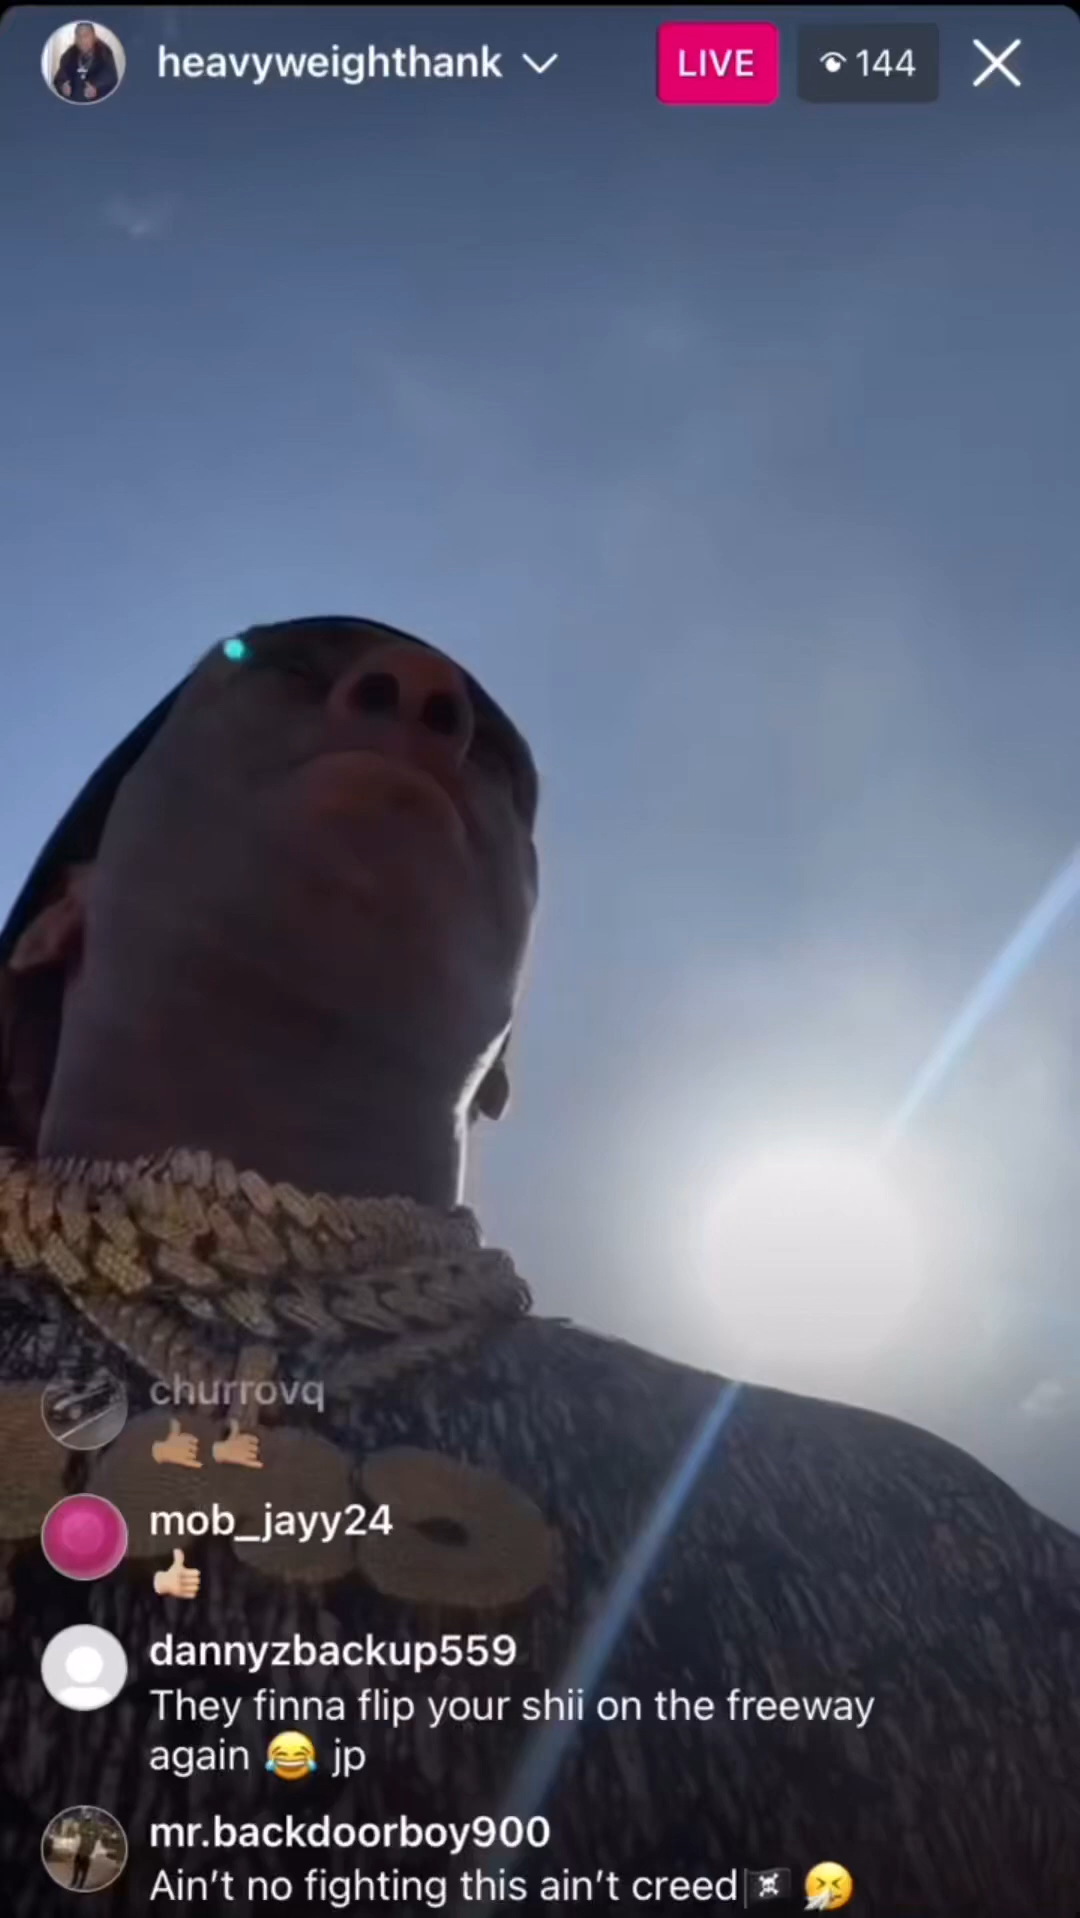 heavyweighthank
LIVE
144
churrovq
🤙🏼🤙🏼
mob_jayy24
👍🏻
dannyzbackup559
They finna flip your shii on the freeway
again 😂 jp
mr.backdoorboy900
Ain't no fighting this ain't creed🏴‍☠️ 🤧